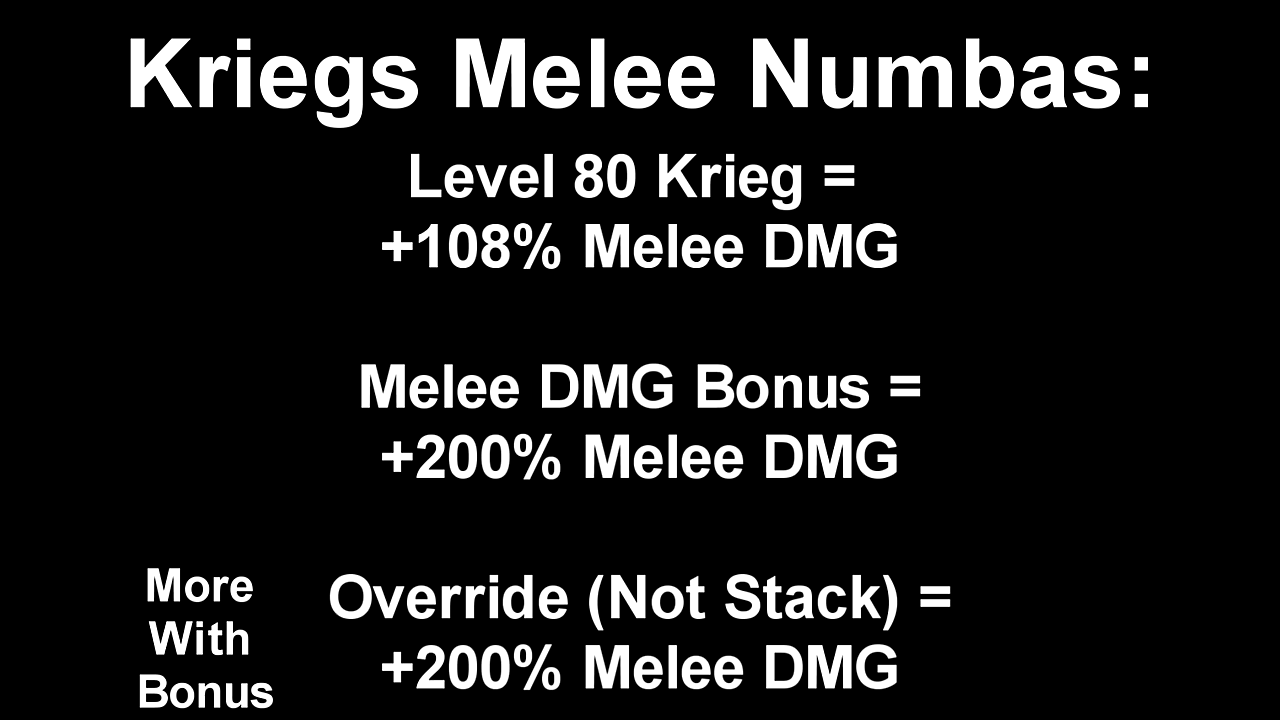 Kriegs Melee Numbas:
Level 80 Krieg =
+108% Melee DMG
Melee DMG Bonus =
+200% Melee DMG
Override (Not Stack) =
+200% Melee DMG
More
With
Bonus